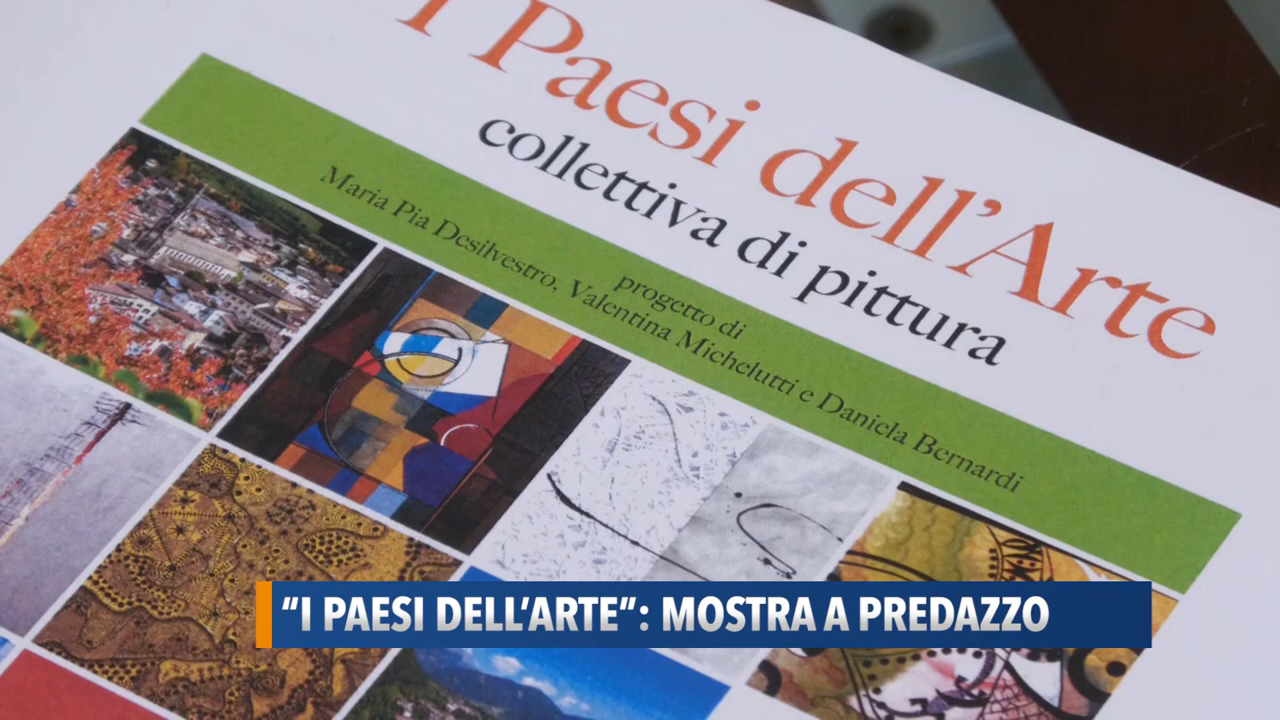 I Paesi dell'Arte
collettiva di pittura
progetto di
Maria Pia Desilvestro, Valentina Michelutti e Daniela Bernardi
“I PAESI DELL’ARTE”: MOSTRA A PREDAZZO